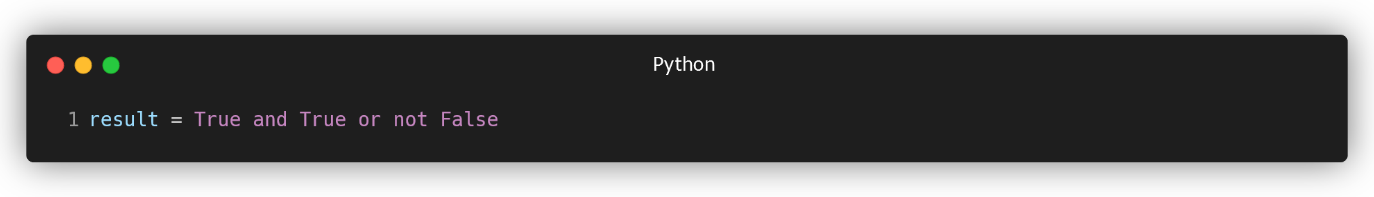 Python
1 result = True and True or not False